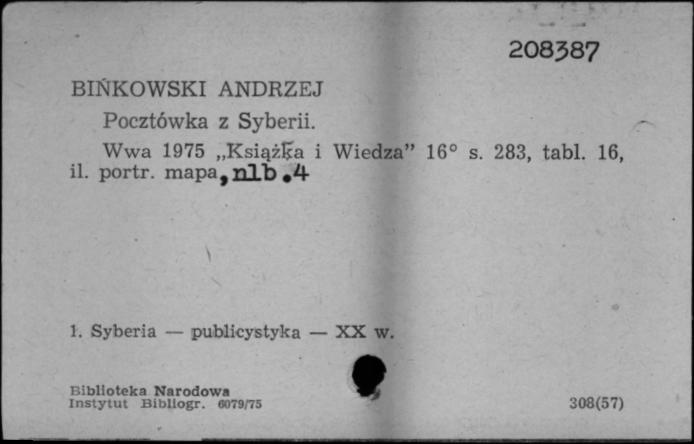 208387
BIŃKOWSKI ANDRZEJ
Pocztówka z Syberii.
Wwa 1975 „Książka i Wiedza” 16° s. 283, tabl. 16,
il. portr. mapa, nlb.4
1. Syberia — publicystyka — XX w.
Biblioteka Narodowa
Instytut Bibliogr. 6079/75
308(57)